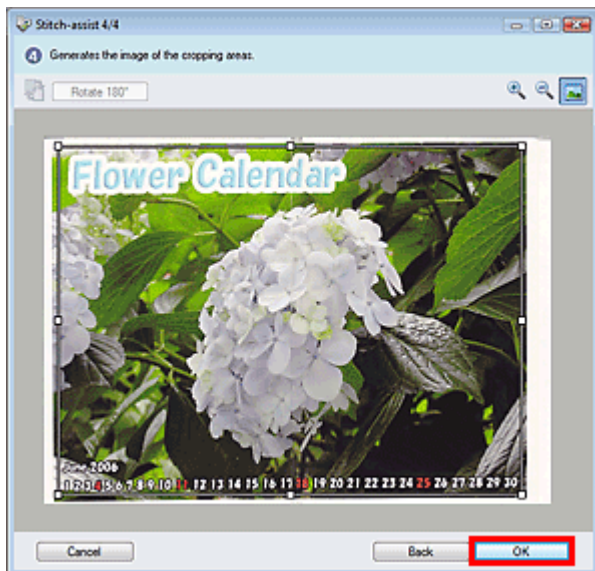 Stitch-assist 4/4
4 Generates the image of the cropping areas.
Rotate 180°
Flower Calendar
June 2006
1 2 3 4 5 6 7 8 9 10 11 12 13 14 15 16 17 18 19 20 21 22 23 24 25 26 27 28 29 30
Cancel Back OK